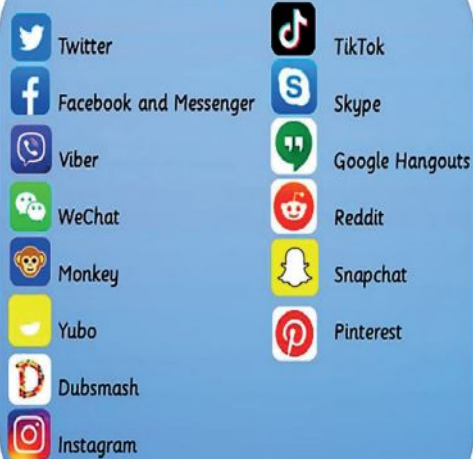 Twitter
Facebook and Messenger
Viber
WeChat
Monkey
Yubo
Dubsmash
Instagram
TikTok
Skype
Google Hangouts
Reddit
Snapchat
Pinterest